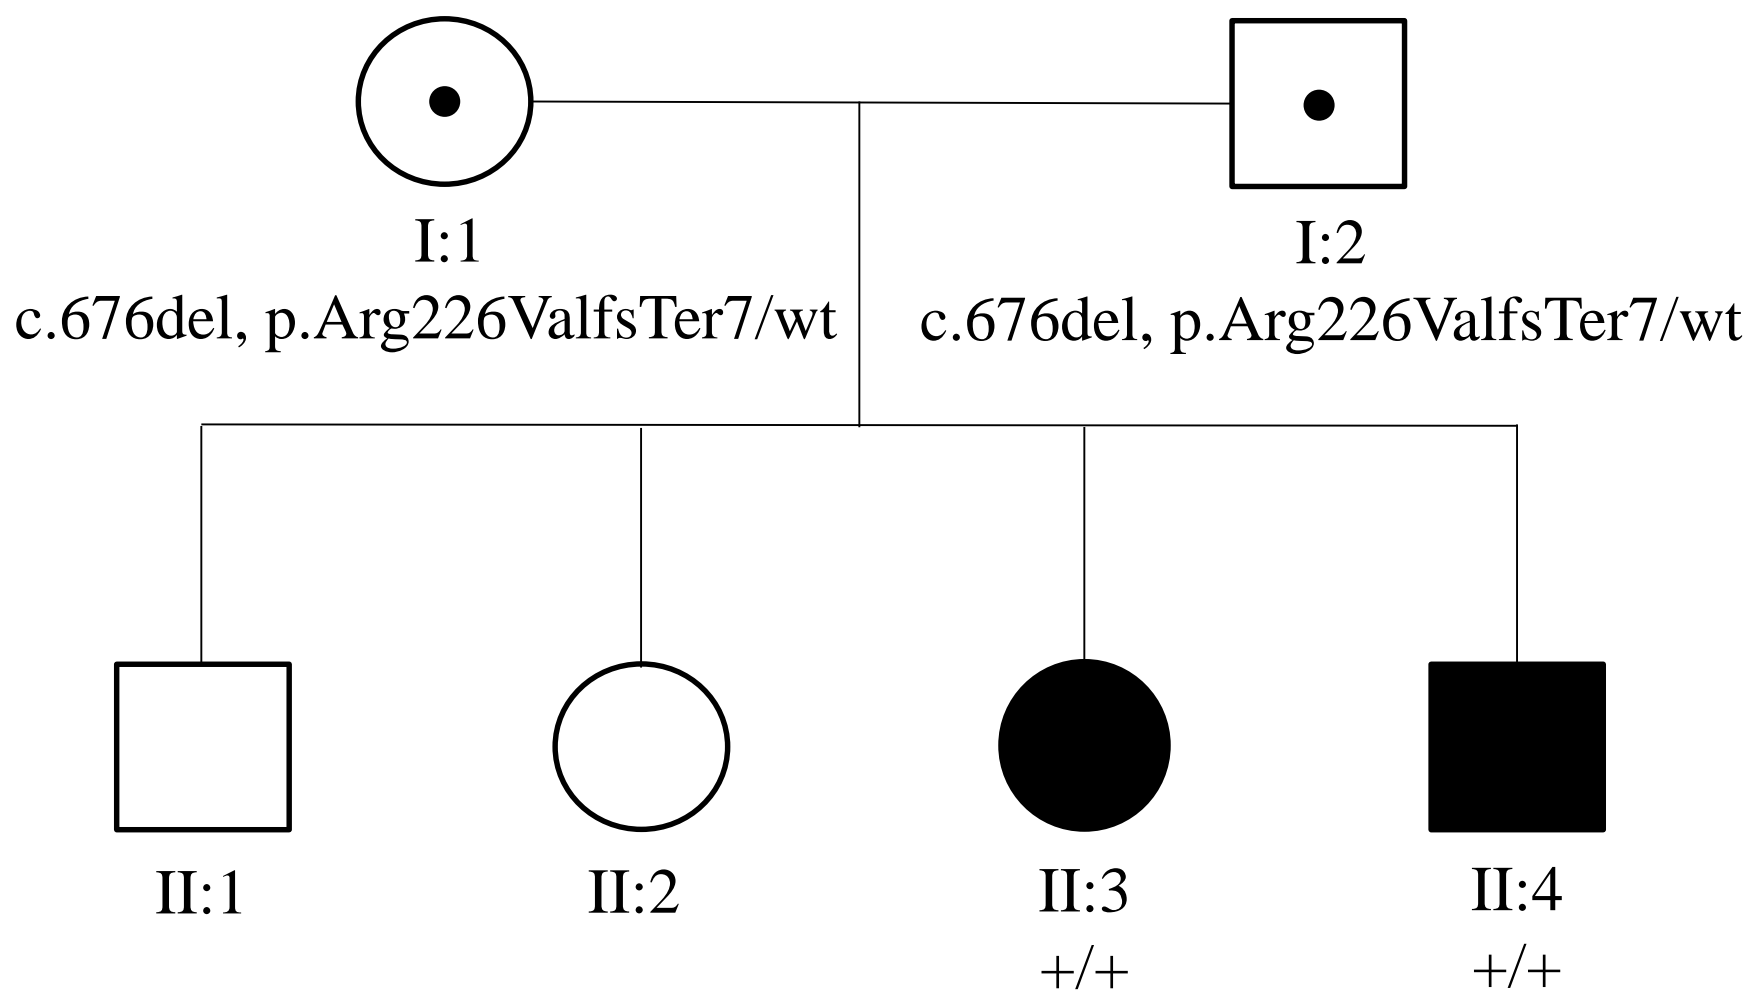 I:1
I:2
c.676del, p.Arg226ValfsTer7/wt
c.676del, p.Arg226ValfsTer7/wt
II:1
II:2
II:3
II:4
+/+
+/+